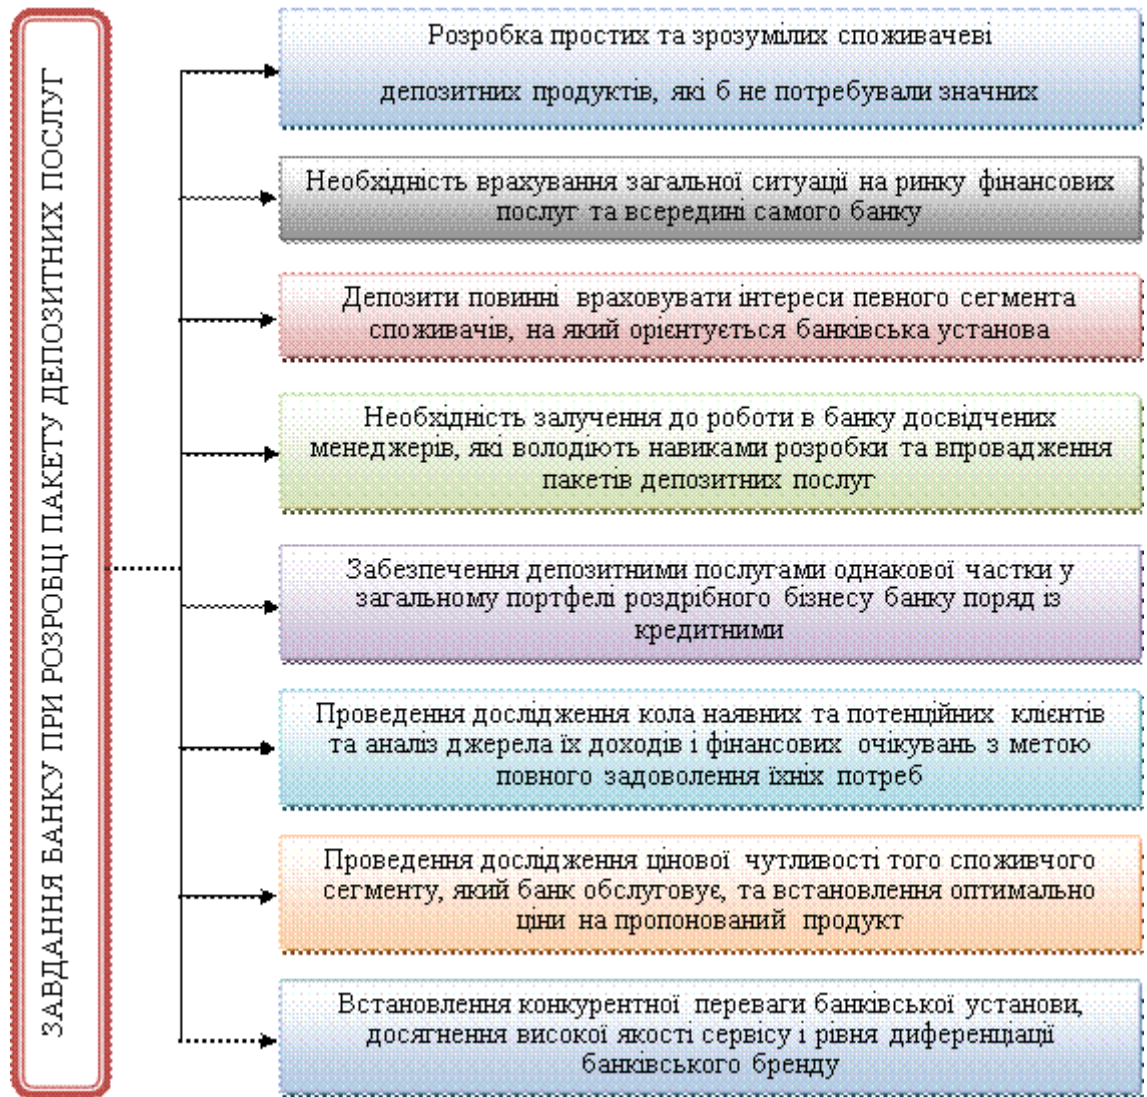 ЗАВДАННЯ БАНКУ ПРИ РОЗРОБЦІ ПАКЕТУ ДЕПОЗИТНИХ ПОСЛУГ
Розробка простих та зрозумілих споживачеві
депозитних продуктів, які б не потребували значних
Необхідність врахування загальної ситуації на ринку фінансових
послуг та всередині самого банку
Депозити повинні враховувати інтереси певного сегмента
споживачів, на який орієнтується банківська установа
Необхідність залучення до роботи в банку досвідчених
менеджерів, які володіють навиками розробки та впровадження
пакетів депозитних послуг
Забезпечення депозитними послугами однакової частки у
загальному портфелі роздрібного бізнесу банку поряд із
кредитними
Проведення дослідження кола наявних та потенційних клієнтів
та аналіз джерела їх доходів і фінансових очікувань з метою
повного задоволення їхніх потреб
Проведення дослідження цінової чутливості того споживчого
сегменту, який банк обслуговує, та встановлення оптимально
ціни на пропонований продукт
Встановлення конкурентної переваги банківської установи,
досягнення високої якості сервісу і рівня диференціації
банківського бренду